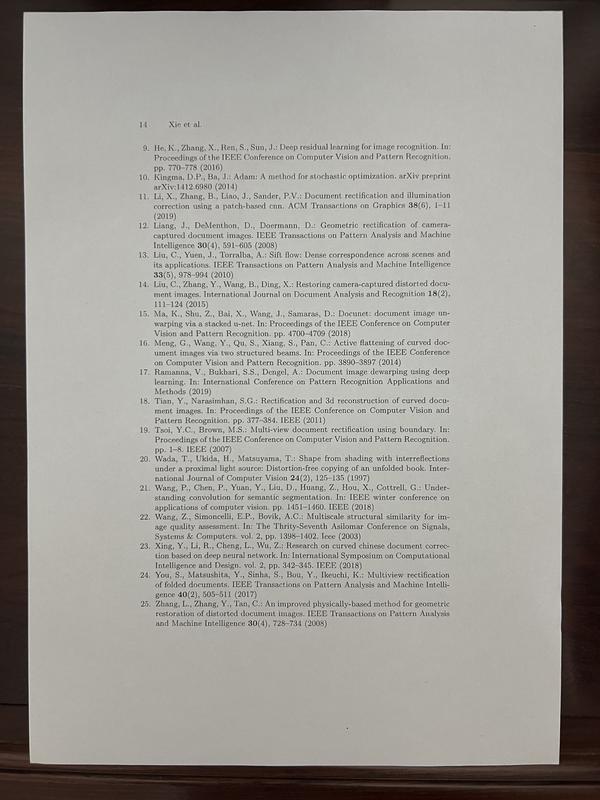 14 Xie et al.
9. He, K., Zhang, X., Ren, S., Sun, J.: Deep residual learning for image recognition. In:
Proceedings of the IEEE Conference on Computer Vision and Pattern Recognition.
pp. 770–778 (2016)
10. Kingma, D.P., Ba, J.: Adam: A method for stochastic optimization. arXiv preprint
arXiv:1412.6980 (2014)
11. Li, X., Zhang, B., Liao, J., Sander, P.V.: Document rectification and illumination
correction using a patch-based cnn. ACM Transactions on Graphics 38(6), 1–11
(2019)
12. Liang, J., DeMenthon, D., Doermann, D.: Geometric rectification of camera-
captured document images. IEEE Transactions on Pattern Analysis and Machine
Intelligence 30(4), 591–605 (2008)
13. Liu, C., Yuen, J., Torralba, A.: Sift flow: Dense correspondence across scenes and
its applications. IEEE Transactions on Pattern Analysis and Machine Intelligence
33(5), 978–994 (2010)
14. Liu, C., Zhang, Y., Wang, B., Ding, X.: Restoring camera-captured distorted docu-
ment images. International Journal on Document Analysis and Recognition 18(2),
111–124 (2015)
15. Ma, K., Shu, Z., Bai, X., Wang, J., Samaras, D.: Docunet: document image un-
warping via a stacked u-net. In: Proceedings of the IEEE Conference on Computer
Vision and Pattern Recognition. pp. 4700–4709 (2018)
16. Meng, G., Wang, Y., Qu, S., Xiang, S., Pan, C.: Active flattening of curved doc-
ument images via two structured beams. In: Proceedings of the IEEE Conference
on Computer Vision and Pattern Recognition. pp. 3890–3897 (2014)
17. Ramanna, V., Bukhari, S.S., Dengel, A.: Document image dewarping using deep
learning. In: International Conference on Pattern Recognition Applications and
Methods (2019)
18. Tian, Y., Narasimhan, S.G.: Rectification and 3d reconstruction of curved docu-
ment images. In: Proceedings of the IEEE Conference on Computer Vision and
Pattern Recognition. pp. 377–384. IEEE (2011)
19. Tsoi, Y.C., Brown, M.S.: Multi-view document rectification using boundary. In:
Proceedings of the IEEE Conference on Computer Vision and Pattern Recognition.
pp. 1–8. IEEE (2007)
20. Wada, T., Ukida, H., Matsuyama, T.: Shape from shading with interreflections
under a proximal light source: Distortion-free copying of an unfolded book. Inter-
national Journal of Computer Vision 24(2), 125–135 (1997)
21. Wang, P., Chen, P., Yuan, Y., Liu, D., Huang, Z., Hou, X., Cottrell, G.: Under-
standing convolution for semantic segmentation. In: IEEE winter conference on
applications of computer vision. pp. 1451–1460. IEEE (2018)
22. Wang, Z., Simoncelli, E.P., Bovik, A.C.: Multiscale structural similarity for im-
age quality assessment. In: The Thrity-Seventh Asilomar Conference on Signals,
Systems & Computers. vol. 2, pp. 1398–1402. Ieee (2003)
23. Xing, Y., Li, R., Cheng, L., Wu, Z.: Research on curved chinese document correc-
tion based on deep neural network. In: International Symposium on Computational
Intelligence and Design. vol. 2, pp. 342–345. IEEE (2018)
24. You, S., Matsushita, Y., Sinha, S., Bou, Y., Ikeuchi, K.: Multiview rectification
of folded documents. IEEE Transactions on Pattern Analysis and Machine Intelli-
gence 40(2), 505–511 (2017)
25. Zhang, L., Zhang, Y., Tan, C.: An improved physically-based method for geometric
restoration of distorted document images. IEEE Transactions on Pattern Analysis
and Machine Intelligence 30(4), 728–734 (2008)